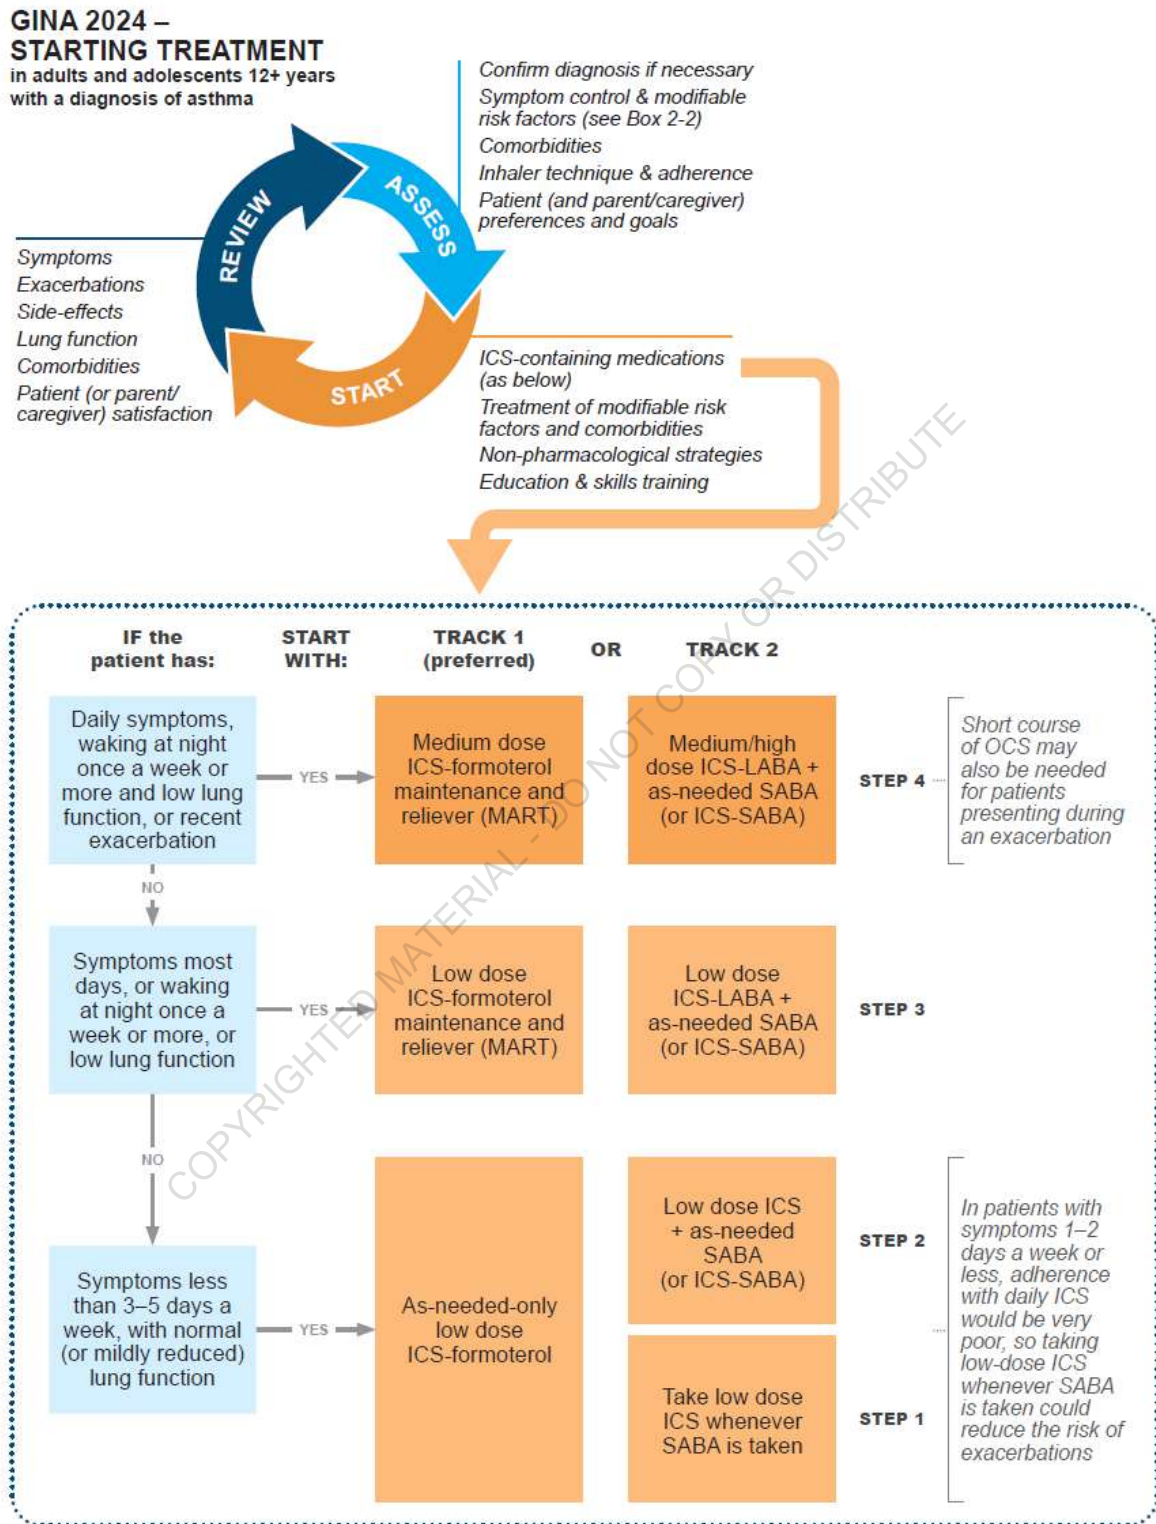 GINA 2024 –
STARTING TREATMENT
in adults and adolescents 12+ years
with a diagnosis of asthma
Confirm diagnosis if necessary
Symptom control & modifiable
risk factors (see Box 2-2)
Comorbidities
Inhaler technique & adherence
Patient (and parent/caregiver)
preferences and goals
REVIEW
ASSESS
START
Symptoms
Exacerbations
Side-effects
Lung function
Comorbidities
Patient (or parent/
caregiver) satisfaction
ICS-containing medications
(as below)
Treatment of modifiable risk
factors and comorbidities
Non-pharmacological strategies
Education & skills training
IF the
patient has:
START
WITH:
TRACK 1
(preferred)
OR
TRACK 2
Daily symptoms,
waking at night
once a week or
more and low lung
function, or recent
exacerbation
YES
Medium dose
ICS-formoterol
maintenance and
reliever (MART)
Medium/high
dose ICS-LABA +
as-needed SABA
(or ICS-SABA)
STEP 4
Short course
of OCS may
also be needed
for patients
presenting during
an exacerbation
NO
Symptoms most
days, or waking
at night once a
week or more, or
low lung function
YES
Low dose
ICS-formoterol
maintenance and
reliever (MART)
Low dose
ICS-LABA +
as-needed SABA
(or ICS-SABA)
STEP 3
NO
Symptoms less
than 3–5 days a
week, with normal
(or mildly reduced)
lung function
YES
As-needed-only
low dose
ICS-formoterol
Low dose ICS
+ as-needed
SABA
(or ICS-SABA)
STEP 2
Take low dose
ICS whenever
SABA is taken
STEP 1
In patients with
symptoms 1–2
days a week or
less, adherence
with daily ICS
would be very
poor, so taking
low-dose ICS
whenever SABA
is taken could
reduce the risk of
exacerbations
COPYRIGHTED MATERIAL - DO NOT COPY OR DISTRIBUTE